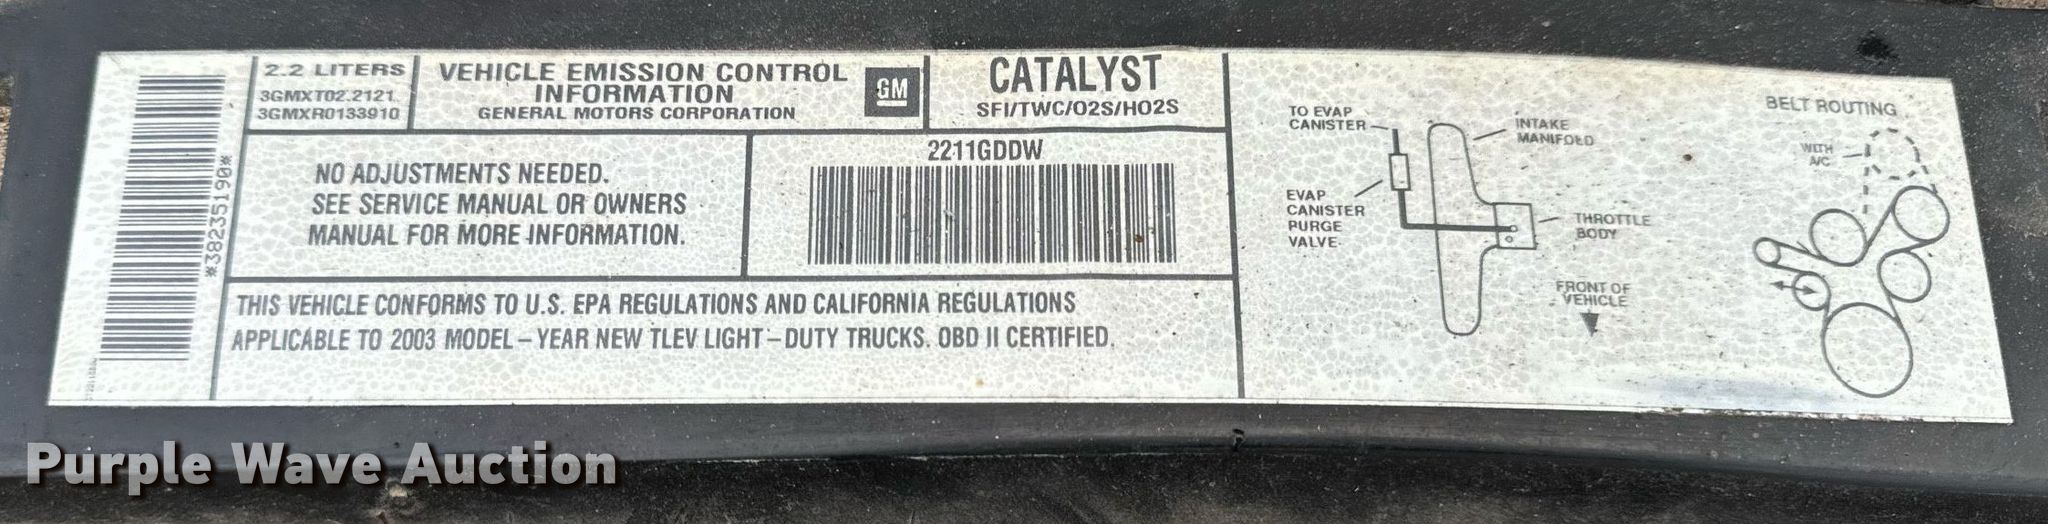 *38235190*
2.2 LITERS
3GMXT02.2121
3GMXR0133910
VEHICLE EMISSION CONTROL
INFORMATION
GENERAL MOTORS CORPORATION
GM
CATALYST
SFI/TWC/O2S/HO2S
NO ADJUSTMENTS NEEDED.
SEE SERVICE MANUAL OR OWNERS
MANUAL FOR MORE INFORMATION.
2211GDDW
THIS VEHICLE CONFORMS TO U.S. EPA REGULATIONS AND CALIFORNIA REGULATIONS
APPLICABLE TO 2003 MODEL-YEAR NEW TLEV LIGHT-DUTY TRUCKS. OBD II CERTIFIED.
TO EVAP
CANISTER
INTAKE
MANIFOLD
EVAP
CANISTER
PURGE
VALVE
THROTTLE
BODY
FRONT OF
VEHICLE
BELT ROUTING
WITH
A/C
Purple Wave Auction